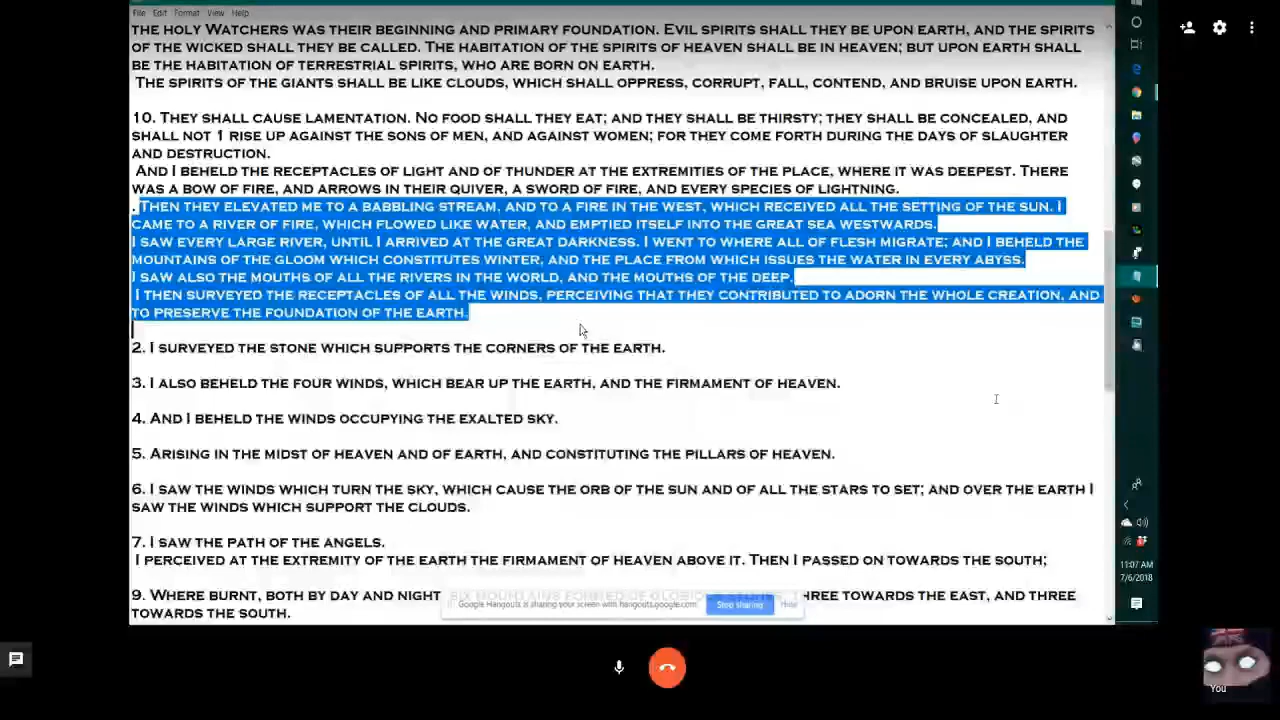 File Edit Format View Help
THE HOLY WATCHERS WAS THEIR BEGINNING AND PRIMARY FOUNDATION. EVIL SPIRITS SHALL THEY BE UPON EARTH, AND THE SPIRITS
OF THE WICKED SHALL THEY BE CALLED. THE HABITATION OF THE SPIRITS OF HEAVEN SHALL BE IN HEAVEN; BUT UPON EARTH SHALL
BE THE HABITATION OF TERRESTRIAL SPIRITS, WHO ARE BORN ON EARTH.
THE SPIRITS OF THE GIANTS SHALL BE LIKE CLOUDS, WHICH SHALL OPPRESS, CORRUPT, FALL, CONTEND, AND BRUISE UPON EARTH.
10. THEY SHALL CAUSE LAMENTATION. NO FOOD SHALL THEY EAT; AND THEY SHALL BE THIRSTY; THEY SHALL BE CONCEALED, AND
SHALL NOT 1 RISE UP AGAINST THE SONS OF MEN, AND AGAINST WOMEN; FOR THEY COME FORTH DURING THE DAYS OF SLAUGHTER
AND DESTRUCTION.
AND I BEHELD THE RECEPTACLES OF LIGHT AND OF THUNDER AT THE EXTREMITIES OF THE PLACE, WHERE IT WAS DEEPEST. THERE
WAS A BOW OF FIRE, AND ARROWS IN THEIR QUIVER, A SWORD OF FIRE, AND EVERY SPECIES OF LIGHTNING.
. THEN THEY ELEVATED ME TO A BABBLING STREAM, AND TO A FIRE IN THE WEST, WHICH RECEIVED ALL THE SETTING OF THE SUN. I
CAME TO A RIVER OF FIRE, WHICH FLOWED LIKE WATER, AND EMPTIED ITSELF INTO THE GREAT SEA WESTWARDS.
I SAW EVERY LARGE RIVER, UNTIL I ARRIVED AT THE GREAT DARKNESS. I WENT TO WHERE ALL OF FLESH MIGRATE; AND I BEHELD THE
MOUNTAINS OF THE GLOOM WHICH CONSTITUTES WINTER, AND THE PLACE FROM WHICH ISSUES THE WATER IN EVERY ABYSS.
I SAW ALSO THE MOUTHS OF ALL THE RIVERS IN THE WORLD, AND THE MOUTHS OF THE DEEP.
I THEN SURVEYED THE RECEPTACLES OF ALL THE WINDS, PERCEIVING THAT THEY CONTRIBUTED TO ADORN THE WHOLE CREATION, AND
TO PRESERVE THE FOUNDATION OF THE EARTH.
2. I SURVEYED THE STONE WHICH SUPPORTS THE CORNERS OF THE EARTH.
3. I ALSO BEHELD THE FOUR WINDS, WHICH BEAR UP THE EARTH, AND THE FIRMAMENT OF HEAVEN.
4. AND I BEHELD THE WINDS OCCUPYING THE EXALTED SKY.
5. ARISING IN THE MIDST OF HEAVEN AND OF EARTH, AND CONSTITUTING THE PILLARS OF HEAVEN.
6. I SAW THE WINDS WHICH TURN THE SKY, WHICH CAUSE THE ORB OF THE SUN AND OF ALL THE STARS TO SET; AND OVER THE EARTH I
SAW THE WINDS WHICH SUPPORT THE CLOUDS.
7. I SAW THE PATH OF THE ANGELS.
I PERCEIVED AT THE EXTREMITY OF THE EARTH THE FIRMAMENT OF HEAVEN ABOVE IT. THEN I PASSED ON TOWARDS THE SOUTH;
9. WHERE BURNT, BOTH BY DAY AND NIGHT, SIX MOUNTAINS FORMED OF GLORIOUS STONES, THREE TOWARDS THE EAST, AND THREE
TOWARDS THE SOUTH.
Google Hangouts is sharing your screen with hangouts.google.com. Stop sharing Hide
11:07 AM
7/6/2018
You